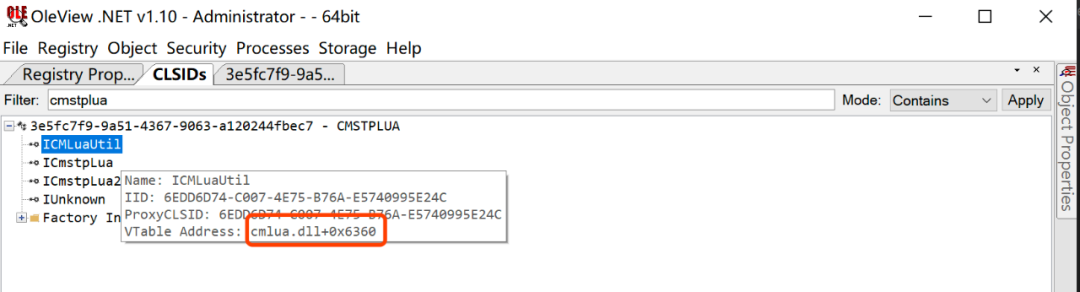 OleView .NET v1.10 - Administrator - - 64bit
File Registry Object Security Processes Storage Help
Registry Prop... CLSIDs 3e5fc7f9-9a5...
Filter: cmstplua Mode: Contains Apply
3e5fc7f9-9a51-4367-9063-a120244fbec7 - CMSTPLUA
ICMLuaUtil
ICmstpLua
ICmstpLua2
IUnknown
Factory In
Name: ICMLuaUtil
IID: 6EDD6D74-C007-4E75-B76A-E5740995E24C
ProxyCLSID: 6EDD6D74-C007-4E75-B76A-E5740995E24C
VTable Address: cmlua.dll+0x6360
Object Properties